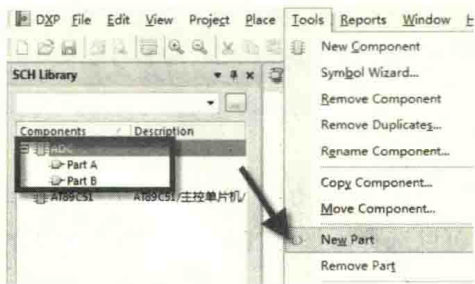 DXP File Edit View Project Place Tools Reports Window
New Component
Symbol Wizard...
Remove Component
Remove Duplicates...
Rename Component...
Copy Component...
Move Component...
New Part
Remove Part
SCH Library
Components / Description
ADC
Part A
Part B
AT89C51 AT89C51/主控单片机/